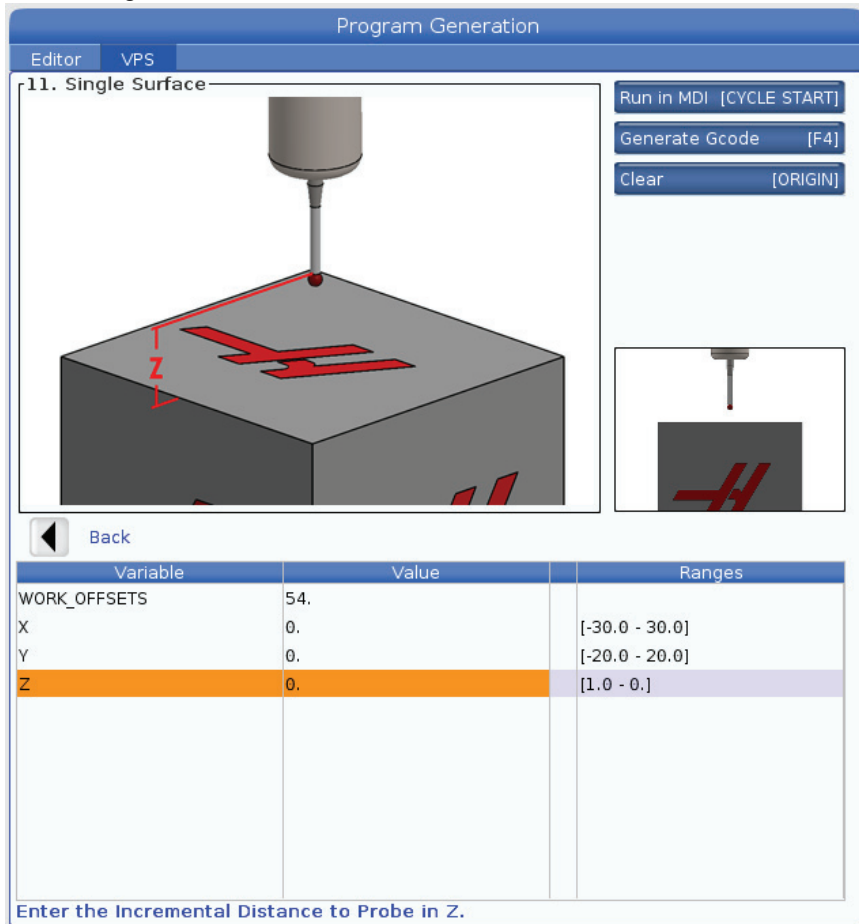 Program Generation
Editor VPS
11. Single Surface
Run in MDI [CYCLE START]
Generate Gcode [F4]
Clear [ORIGIN]
Z
Back
Variable Value Ranges
WORK_OFFSETS 54.
X 0. [-30.0 - 30.0]
Y 0. [-20.0 - 20.0]
Z 0. [1.0 - 0.]
Enter the Incremental Distance to Probe in Z.